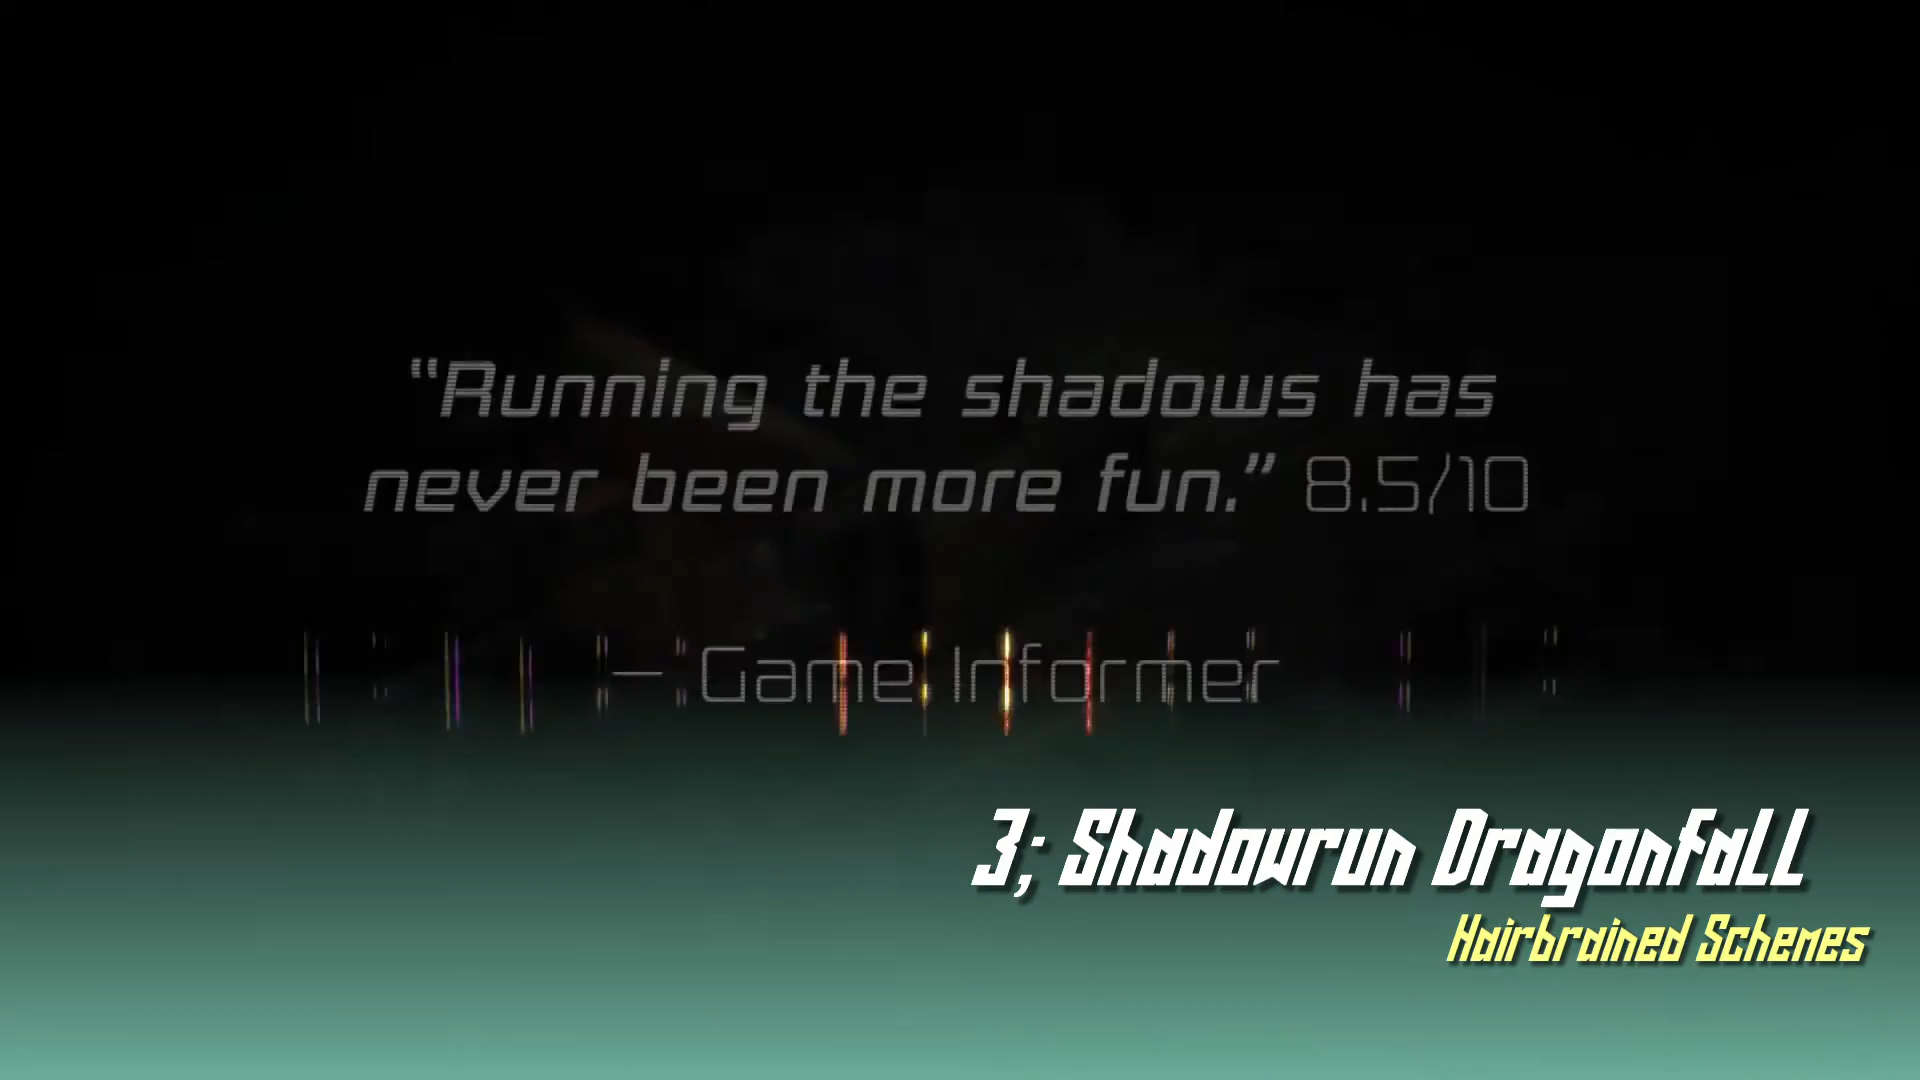 “Running the shadows has
never been more fun.” 8.5/10
— Game Informer
3; Shadowrun Dragonfall
Hairbrained Schemes